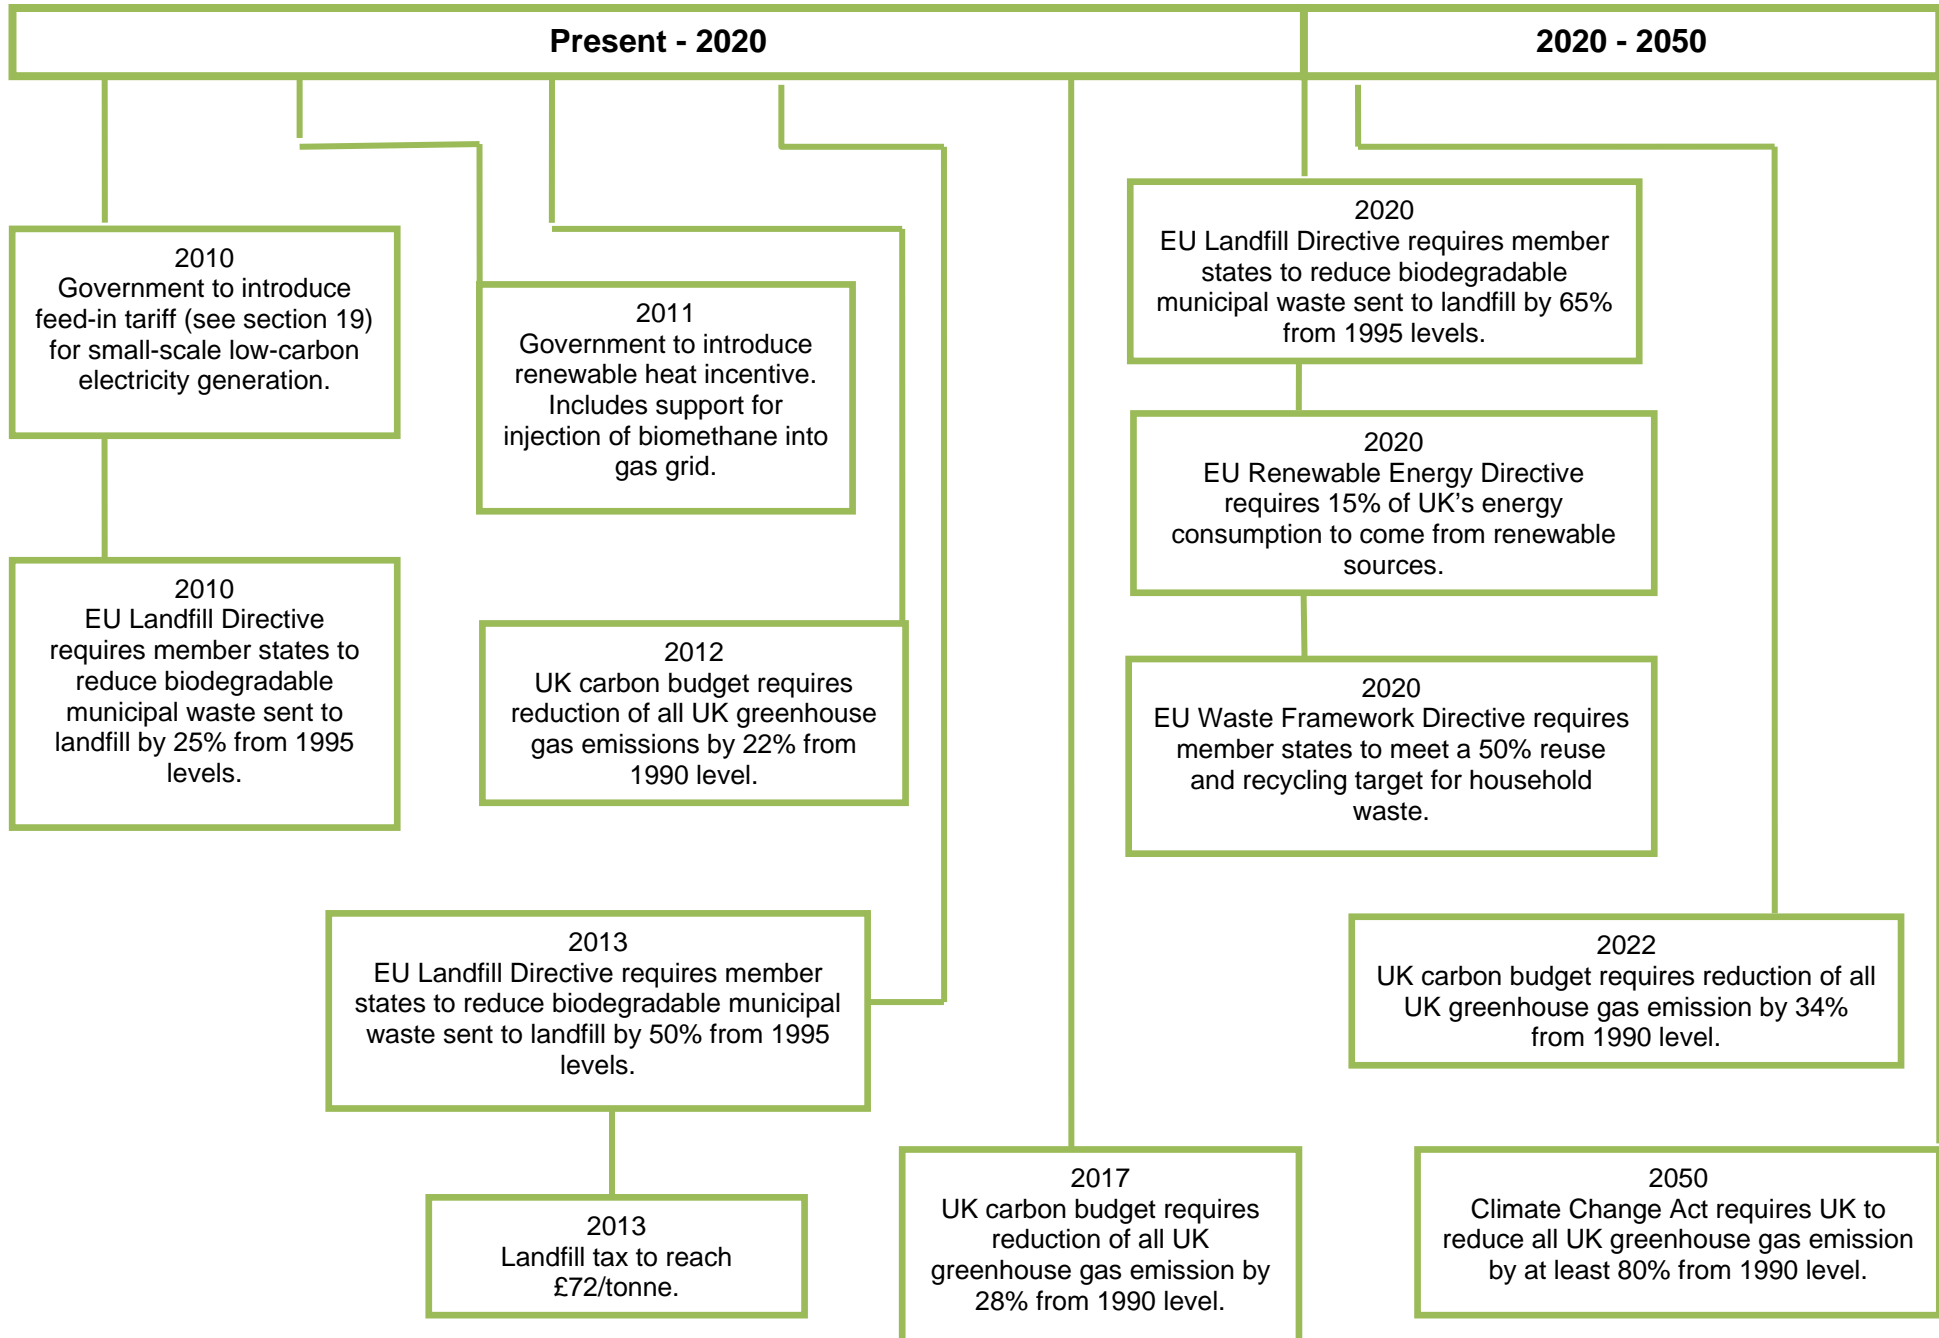 Present - 2020
2020 - 2050
2010
Government to introduce
feed-in tariff (see section 19)
for small-scale low-carbon
electricity generation.
2010
EU Landfill Directive
requires member states to
reduce biodegradable
municipal waste sent to
landfill by 25% from 1995
levels.
2011
Government to introduce
renewable heat incentive.
Includes support for
injection of biomethane into
gas grid.
2012
UK carbon budget requires
reduction of all UK greenhouse
gas emissions by 22% from
1990 level.
2013
EU Landfill Directive requires member
states to reduce biodegradable municipal
waste sent to landfill by 50% from 1995
levels.
2013
Landfill tax to reach
£72/tonne.
2017
UK carbon budget requires
reduction of all UK
greenhouse gas emission by
28% from 1990 level.
2020
EU Landfill Directive requires member
states to reduce biodegradable
municipal waste sent to landfill by 65%
from 1995 levels.
2020
EU Renewable Energy Directive
requires 15% of UK’s energy
consumption to come from renewable
sources.
2020
EU Waste Framework Directive requires
member states to meet a 50% reuse
and recycling target for household
waste.
2022
UK carbon budget requires reduction of all
UK greenhouse gas emission by 34%
from 1990 level.
2050
Climate Change Act requires UK to
reduce all UK greenhouse gas emission
by at least 80% from 1990 level.